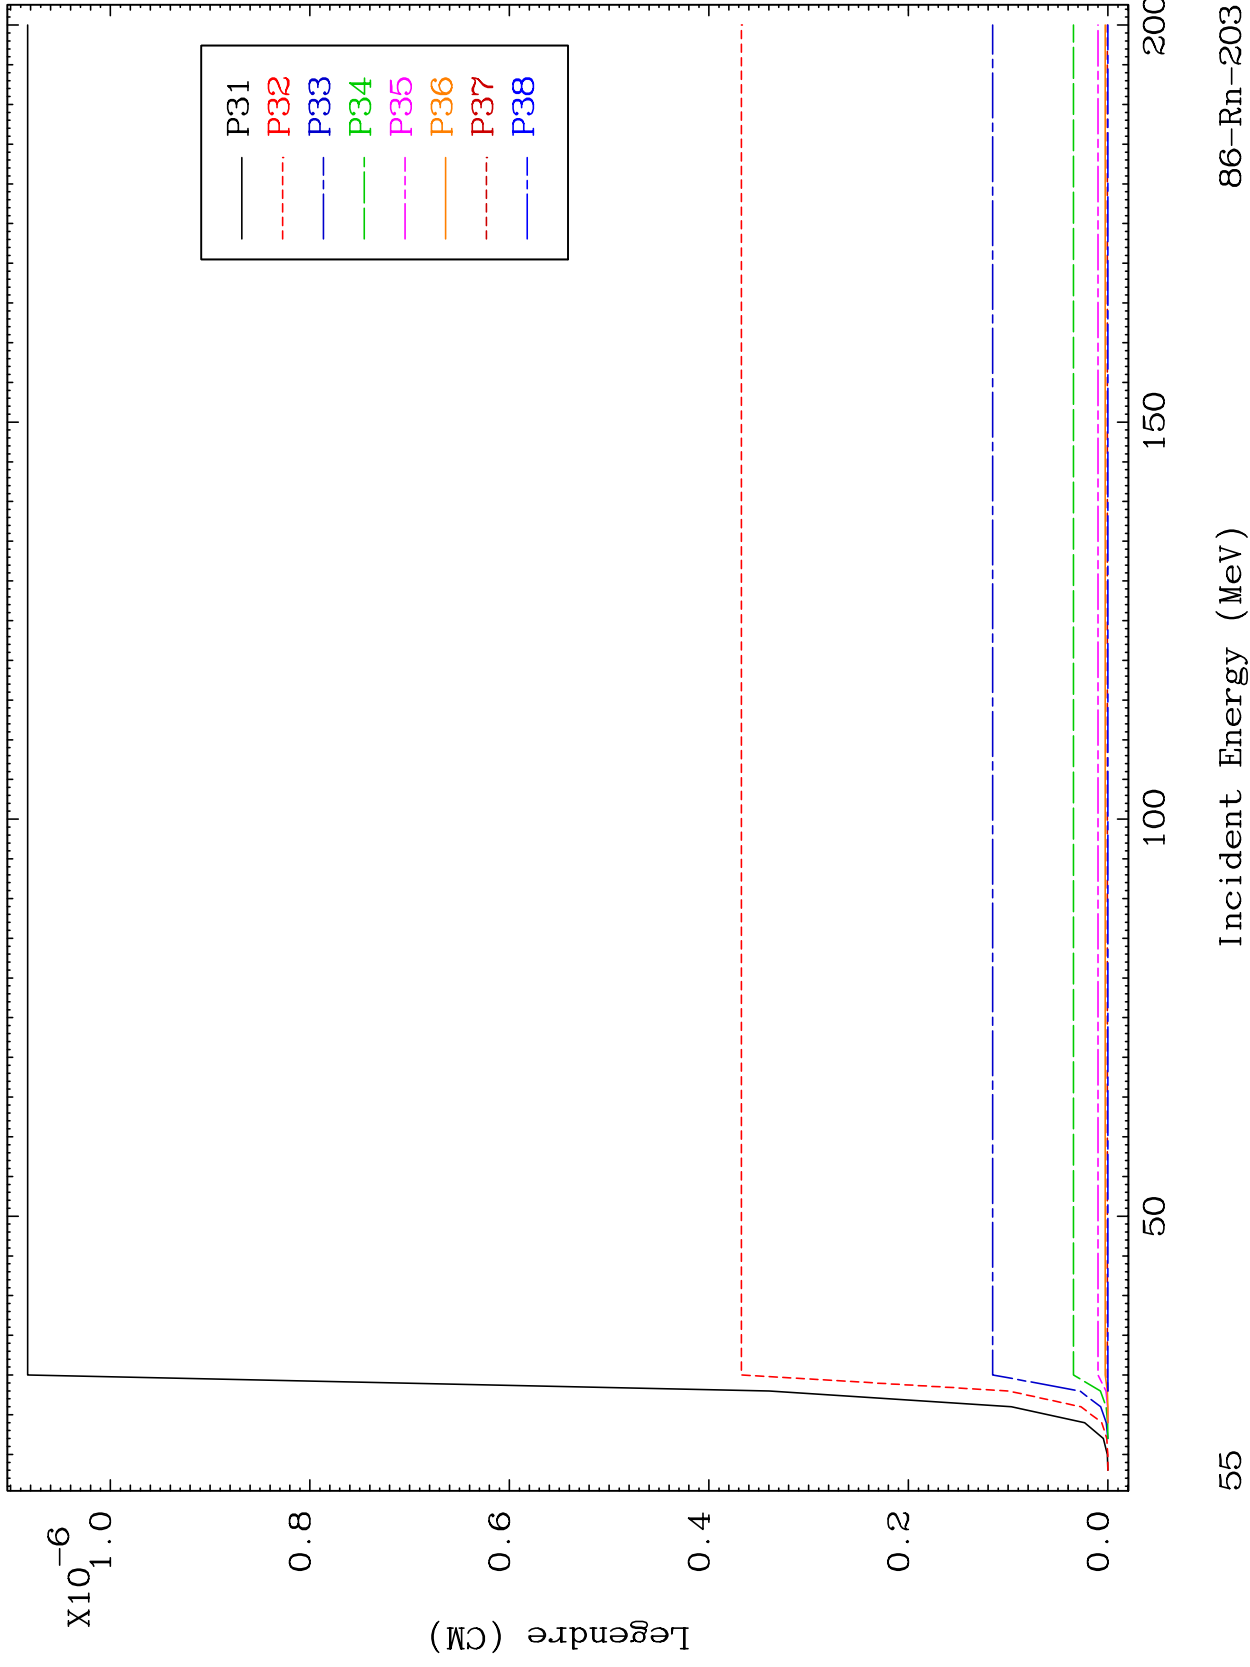 X10-6
1.0
0.8
0.6
0.4
0.2
0.0
Legendre (CM)
P31
P32
P33
P34
P35
P36
P37
P38
50
100
150
200
Incident Energy (MeV)
55
86-Rn-203